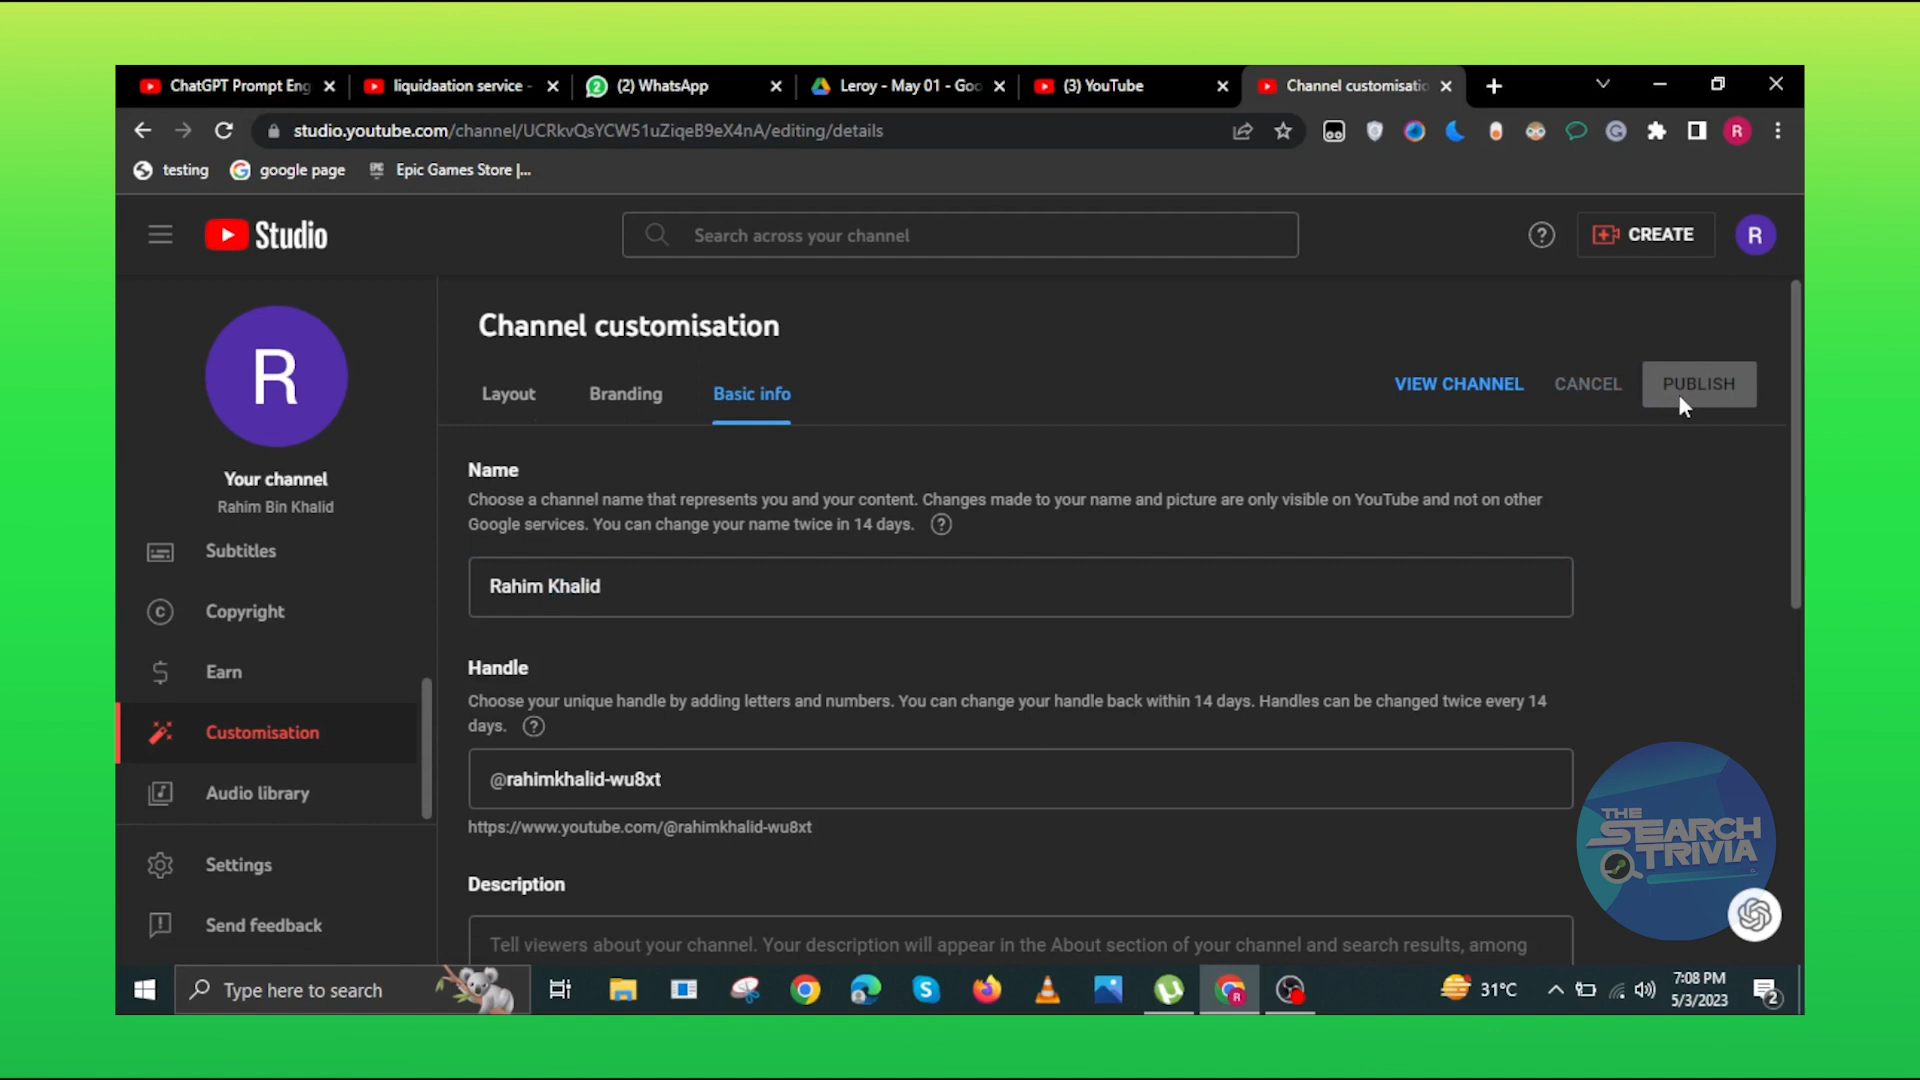 ChatGPT Prompt Eng
liquidaation service -
(2) WhatsApp
Leroy - May 01 - Goo
(3) YouTube
Channel customisatio
studio.youtube.com/channel/UCRkvQsYCW51uZiqeB9eX4nA/editing/details
R
testing
google page
Epic Games Store |...
Studio
Search across your channel
CREATE
R
R
Your channel
Rahim Bin Khalid
Subtitles
Copyright
Earn
Customisation
Audio library
Settings
Send feedback
Channel customisation
Layout
Branding
Basic info
VIEW CHANNEL
CANCEL
PUBLISH
Name
Choose a channel name that represents you and your content. Changes made to your name and picture are only visible on YouTube and not on other
Google services. You can change your name twice in 14 days.
Rahim Khalid
Handle
Choose your unique handle by adding letters and numbers. You can change your handle back within 14 days. Handles can be changed twice every 14
days.
@rahimkhalid-wu8xt
https://www.youtube.com/@rahimkhalid-wu8xt
Description
Tell viewers about your channel. Your description will appear in the About section of your channel and search results, among
THE
SEARCH
TRIVIA
Type here to search
31°C
7:08 PM
5/3/2023
2